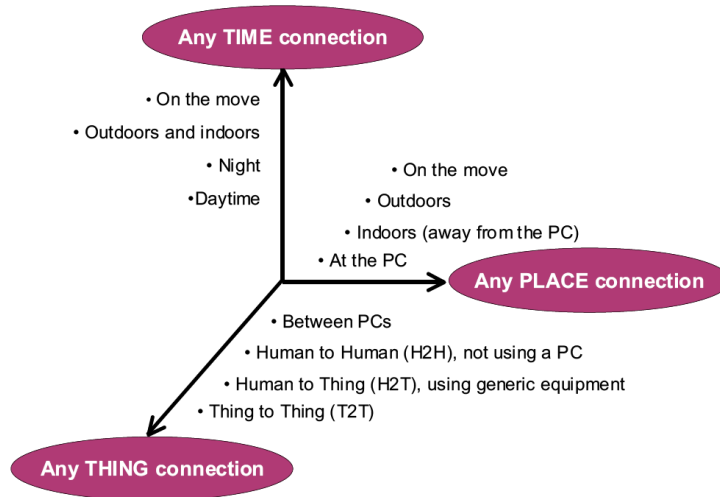 Any TIME connection
• On the move
• Outdoors and indoors
• Night
•Daytime
• On the move
• Outdoors
• Indoors (away from the PC)
• At the PC
Any PLACE connection
• Between PCs
• Human to Human (H2H), not using a PC
• Human to Thing (H2T), using generic equipment
• Thing to Thing (T2T)
Any THING connection